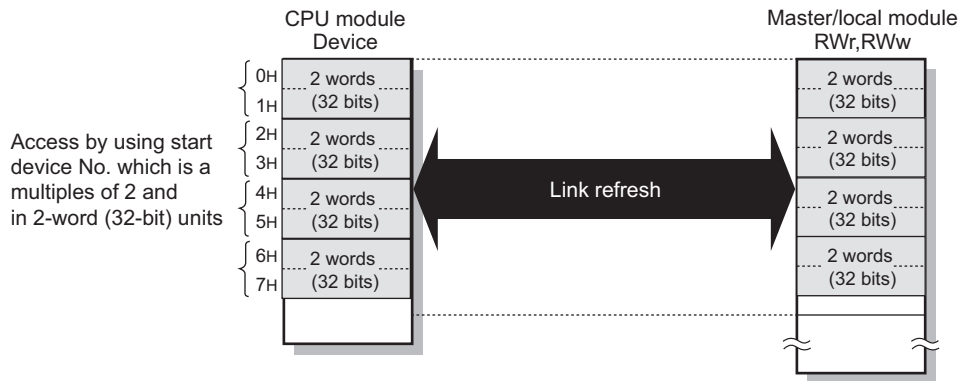 CPU module
Device
Master/local module
RWr,RWw
0H
1H
2H
3H
4H
5H
6H
7H
2 words
(32 bits)
2 words
(32 bits)
2 words
(32 bits)
2 words
(32 bits)
Access by using start
device No. which is a
multiples of 2 and
in 2-word (32-bit) units
Link refresh
2 words
(32 bits)
2 words
(32 bits)
2 words
(32 bits)
2 words
(32 bits)